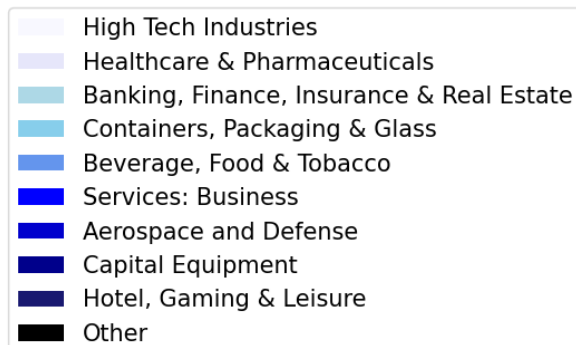 High Tech Industries
Healthcare & Pharmaceuticals
Banking, Finance, Insurance & Real Estate
Containers, Packaging & Glass
Beverage, Food & Tobacco
Services: Business
Aerospace and Defense
Capital Equipment
Hotel, Gaming & Leisure
Other